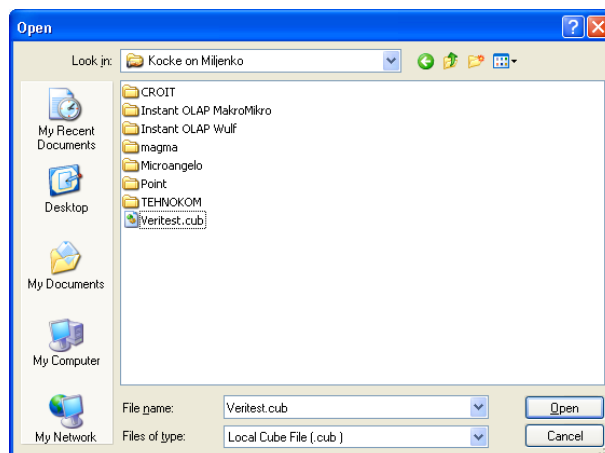 Open
Look in: Kocke on Miljenko
CROIT
Instant OLAP MakroMikro
Instant OLAP Wulf
magma
Microangelo
Point
TEHNOKOM
Veritest.cub
My Recent
Documents
Desktop
My Documents
My Computer
My Network
File name: Veritest.cub Open
Files of type: Local Cube File (.cub ) Cancel